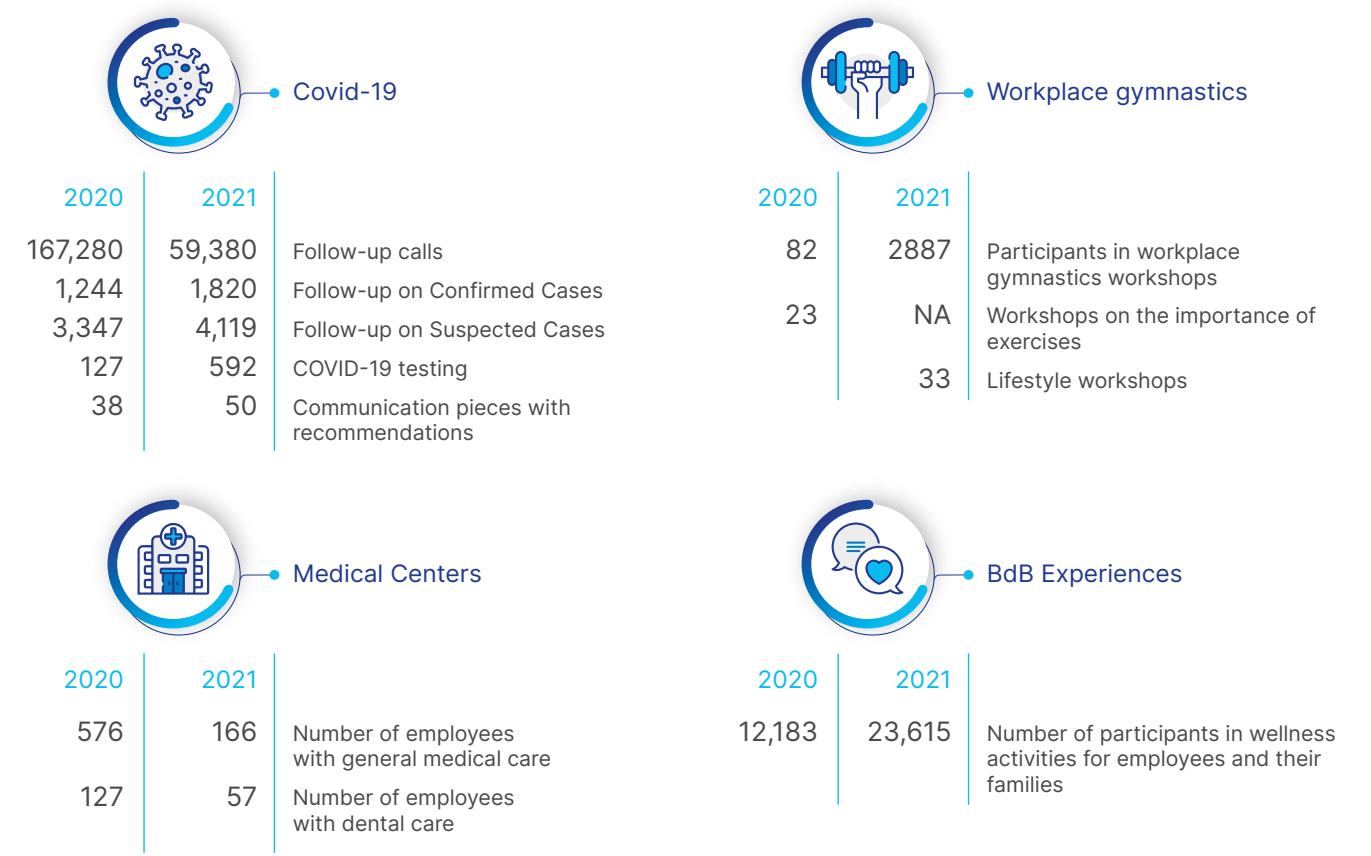 Covid-19
2020 2021
167,280 59,380 Follow-up calls
1,244 1,820 Follow-up on Confirmed Cases
3,347 4,119 Follow-up on Suspected Cases
127 592 COVID-19 testing
38 50 Communication pieces with
recommendations
Workplace gymnastics
2020 2021
82 2887 Participants in workplace
gymnastics workshops
23 NA Workshops on the importance of
exercises
33 Lifestyle workshops
Medical Centers
2020 2021
576 166 Number of employees
with general medical care
127 57 Number of employees
with dental care
BdB Experiences
2020 2021
12,183 23,615 Number of participants in wellness
activities for employees and their
families